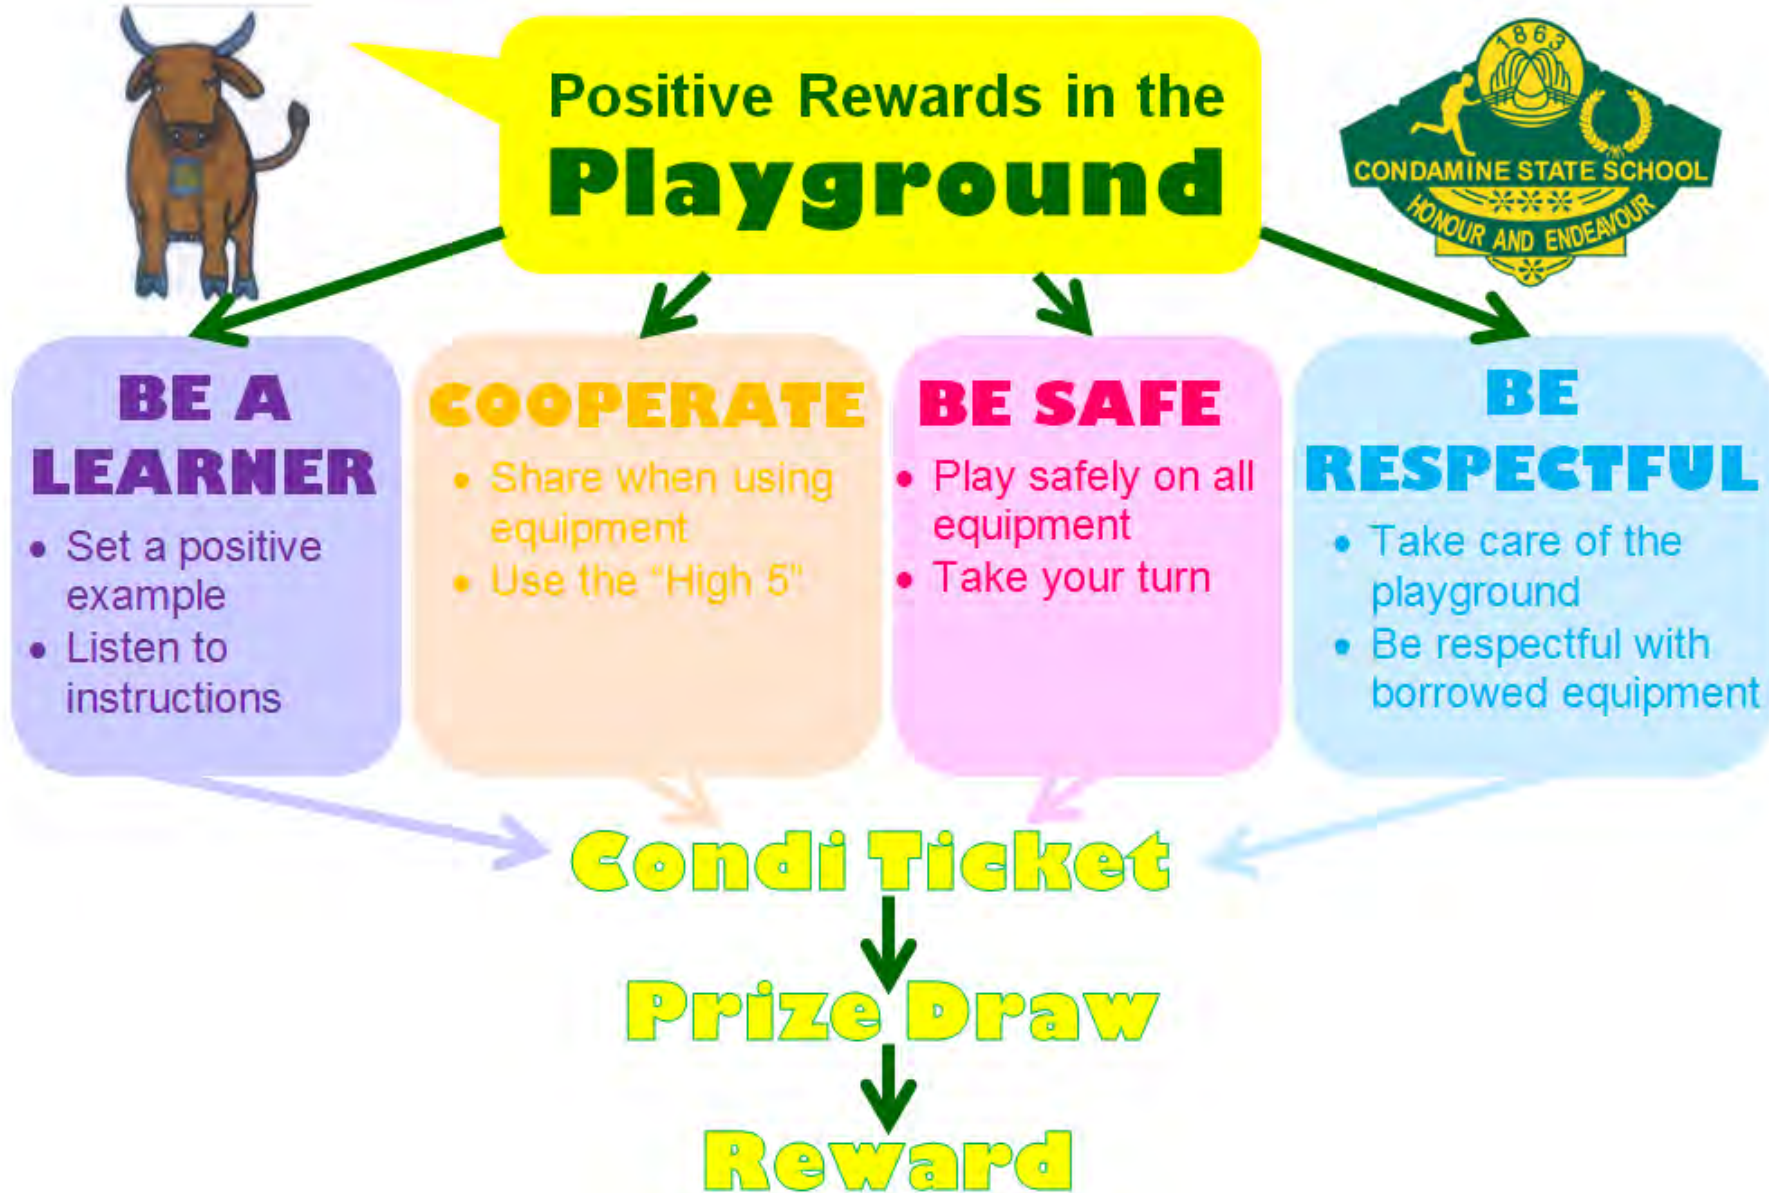 Positive Rewards in the
Playground
1863
CONDAMINE STATE SCHOOL
HONOUR AND ENDEAVOUR
BE A
LEARNER
• Set a positive
example
• Listen to
instructions
COOPERATE
• Share when using
equipment
• Use the “High 5”
BE SAFE
• Play safely on all
equipment
• Take your turn
BE
RESPECTFUL
• Take care of the
playground
• Be respectful with
borrowed equipment
Condi Ticket
Prize Draw
Reward